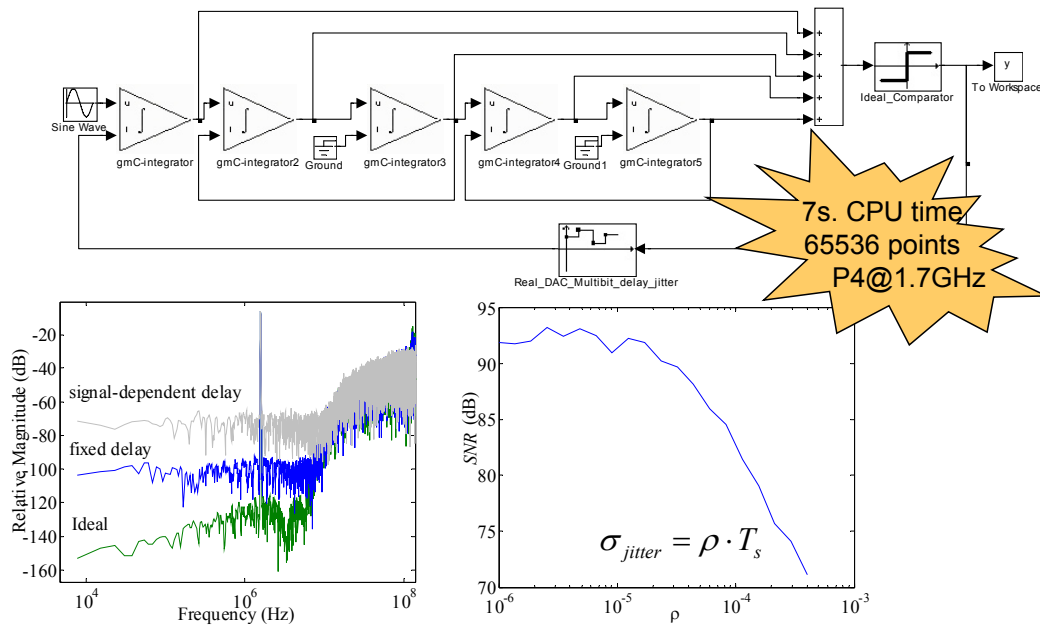 +
+
+
+
+
u
l
∫
u
l
∫
u
l
∫
u
l
∫
u
l
∫
Sine Wave
gmC-integrator
gmC-integrator2
Ground
gmC-integrator3
gmC-integrator4
Ground1
gmC-integrator5
Ideal_Comparator
y
To Workspace
7s. CPU time
65536 points
P4@1.7GHz
Real_DAC_Multibit_delay_jitter
Relative Magnitude (dB)
-20
-40
-60
-80
-100
-120
-140
-160
signal-dependent delay
fixed delay
Ideal
10^4
10^6
10^8
Frequency (Hz)
SNR (dB)
95
90
85
80
75
70
σ_jitter = ρ · T_s
10^-6
10^-5
10^-4
10^-3
ρ